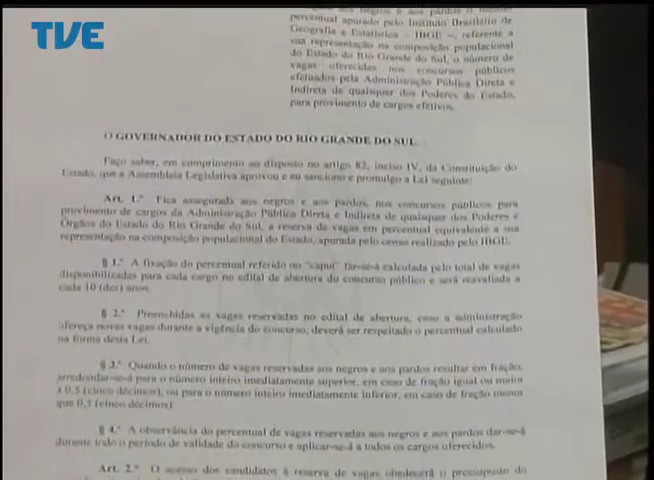 TVE
aos negros e aos pardos o mesmo
percentual apurado pelo Instituto Brasileiro de
Geografia e Estatística – IBGE –, referente a
sua representação na composição populacional
do Estado do Rio Grande do Sul, o número de
vagas oferecidas nos concursos públicos
efetuados pela Administração Pública Direta e
Indireta de quaisquer dos Poderes do Estado,
para provimento de cargos efetivos.
O GOVERNADOR DO ESTADO DO RIO GRANDE DO SUL.
Faço saber, em cumprimento ao disposto no artigo 82, inciso IV, da Constituição do
Estado, que a Assembleia Legislativa aprovou e eu sanciono e promulgo a Lei seguinte:
Art. 1.º Fica assegurada aos negros e aos pardos, nos concursos públicos para
provimento de cargos da Administração Pública Direta e Indireta de quaisquer dos Poderes e
Órgãos do Estado do Rio Grande do Sul, a reserva de vagas em percentual equivalente a sua
representação na composição populacional do Estado, apurada pelo censo realizado pelo IBGE.
§ 1.º A fixação do percentual referido no "caput" far-se-á calculada pelo total de vagas
disponibilizadas para cada cargo no edital de abertura do concurso público e será reavaliada a
cada 10 (dez) anos.
§ 2.º Preenchidas as vagas reservadas no edital de abertura, caso a administração
ofereça novas vagas durante a vigência do concurso, deverá ser respeitado o percentual calculado
na forma desta Lei.
§ 3.º Quando o número de vagas reservadas aos negros e aos pardos resultar em fração,
arredondar-se-á para o número inteiro imediatamente superior, em caso de fração igual ou maior
a 0,5 (cinco décimos), ou para o número inteiro imediatamente inferior, em caso de fração menor
que 0,5 (cinco décimos)
§ 4.º A observância do percentual de vagas reservadas aos negros e aos pardos dar-se-á
durante todo o período de validade do concurso e aplicar-se-á a todos os cargos oferecidos.
Art. 2.º O acesso dos candidatos à reserva de vagas obedecerá o pressuposto do